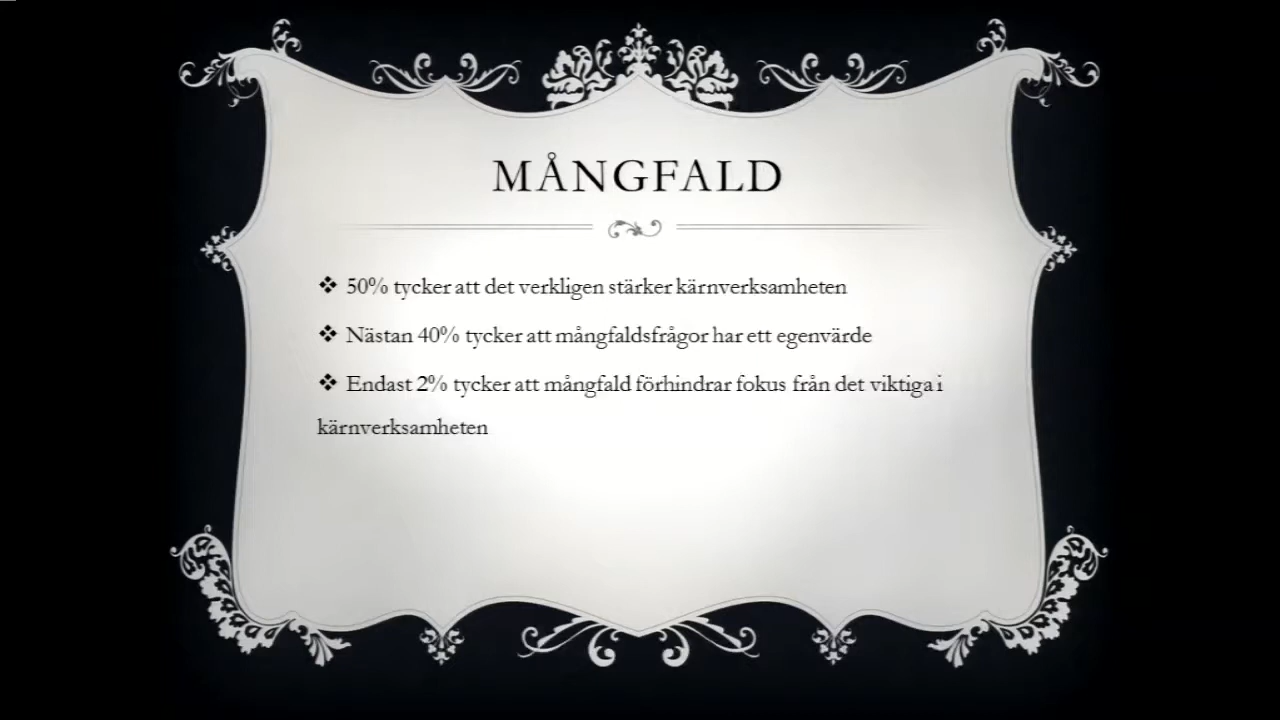 MÅNGFALD
❖ 50% tycker att det verkligen stärker kärnverksamheten
❖ Nästan 40% tycker att mångfaldsfrågor har ett egenvärde
❖ Endast 2% tycker att mångfald förhindrar fokus från det viktiga i
kärnverksamheten